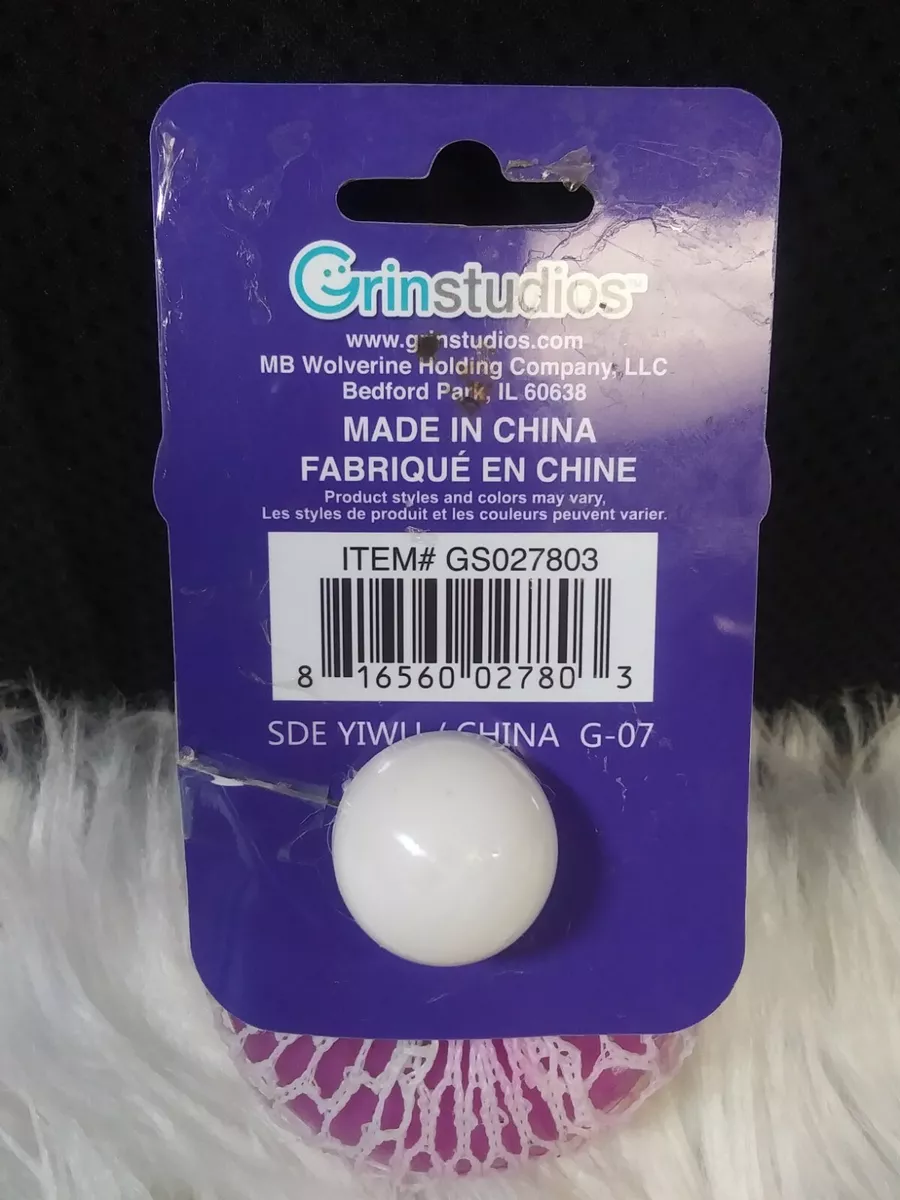 Grinstudios™
www.grinstudios.com
MB Wolverine Holding Company, LLC
Bedford Park, IL 60638
MADE IN CHINA
FABRIQUÉ EN CHINE
Product styles and colors may vary,
Les styles de produit et les couleurs peuvent varier.
ITEM# GS027803
8 16560 02780 3
SDE YIWU / CHINA G-07